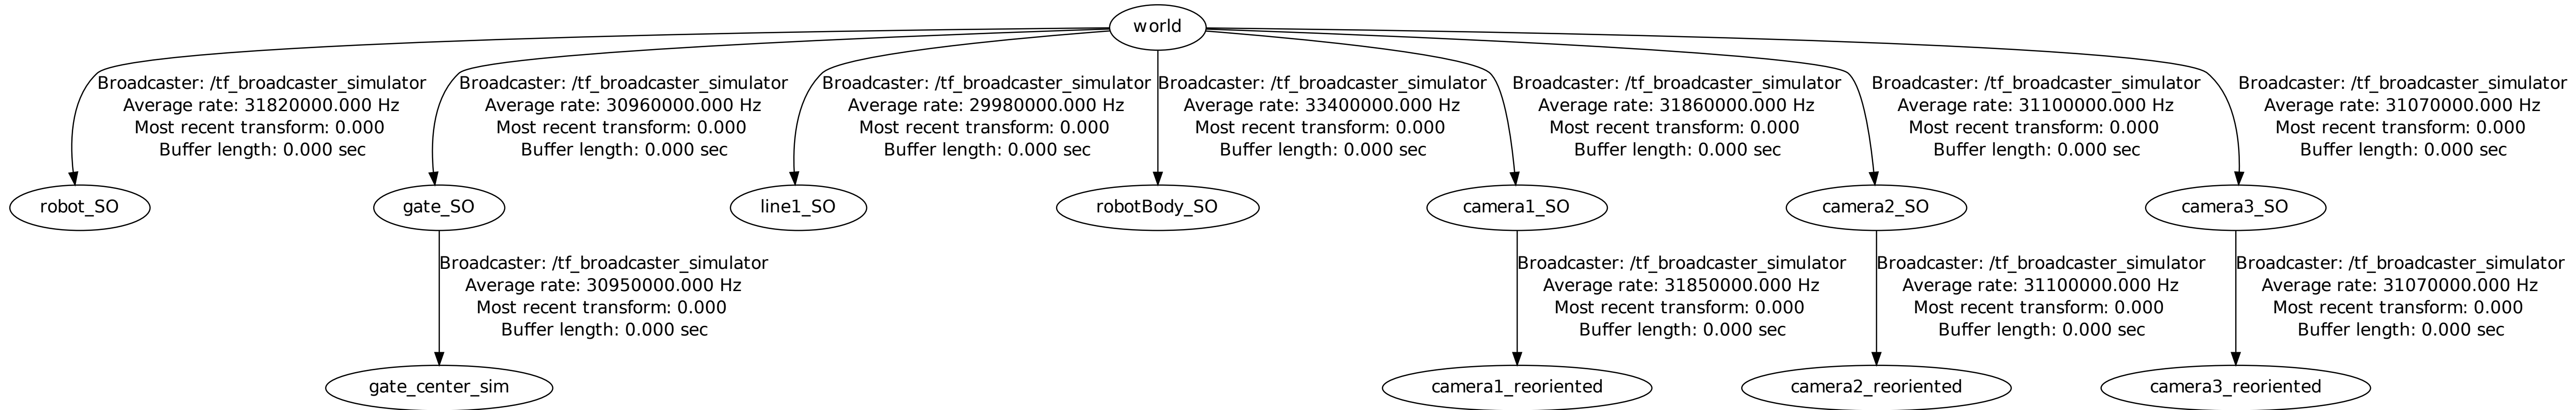 world
Broadcaster: /tf_broadcaster_simulator
Average rate: 31820000.000 Hz
Most recent transform: 0.000
Buffer length: 0.000 sec
Broadcaster: /tf_broadcaster_simulator
Average rate: 30960000.000 Hz
Most recent transform: 0.000
Buffer length: 0.000 sec
Broadcaster: /tf_broadcaster_simulator
Average rate: 29980000.000 Hz
Most recent transform: 0.000
Buffer length: 0.000 sec
Broadcaster: /tf_broadcaster_simulator
Average rate: 33400000.000 Hz
Most recent transform: 0.000
Buffer length: 0.000 sec
Broadcaster: /tf_broadcaster_simulator
Average rate: 31860000.000 Hz
Most recent transform: 0.000
Buffer length: 0.000 sec
Broadcaster: /tf_broadcaster_simulator
Average rate: 31100000.000 Hz
Most recent transform: 0.000
Buffer length: 0.000 sec
Broadcaster: /tf_broadcaster_simulator
Average rate: 31070000.000 Hz
Most recent transform: 0.000
Buffer length: 0.000 sec
robot_SO
gate_SO
line1_SO
robotBody_SO
camera1_SO
camera2_SO
camera3_SO
Broadcaster: /tf_broadcaster_simulator
Average rate: 30950000.000 Hz
Most recent transform: 0.000
Buffer length: 0.000 sec
Broadcaster: /tf_broadcaster_simulator
Average rate: 31850000.000 Hz
Most recent transform: 0.000
Buffer length: 0.000 sec
Broadcaster: /tf_broadcaster_simulator
Average rate: 31100000.000 Hz
Most recent transform: 0.000
Buffer length: 0.000 sec
Broadcaster: /tf_broadcaster_simulator
Average rate: 31070000.000 Hz
Most recent transform: 0.000
Buffer length: 0.000 sec
gate_center_sim
camera1_reoriented
camera2_reoriented
camera3_reoriented